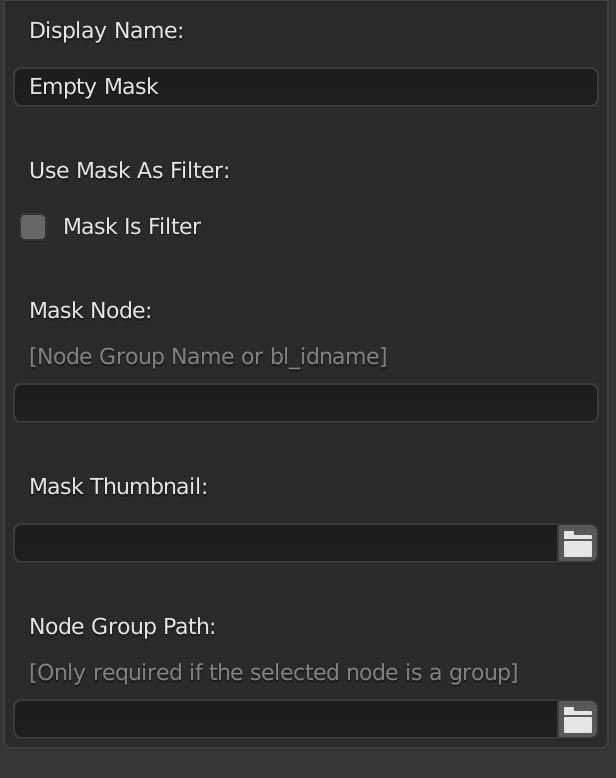 Display Name:
Empty Mask
Use Mask As Filter:
Mask Is Filter
Mask Node:
[Node Group Name or bl_idname]
Mask Thumbnail:
Node Group Path:
[Only required if the selected node is a group]